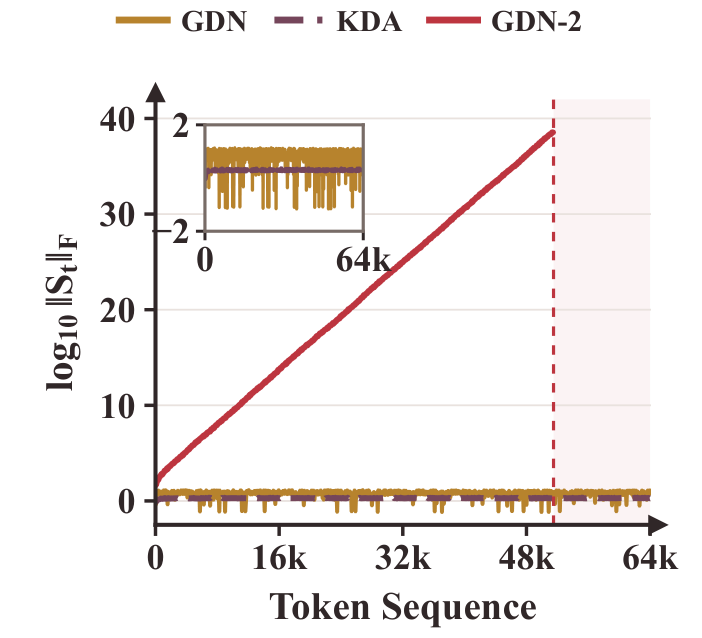 GDN KDA GDN-2
log₁₀ ‖Sₜ‖F
40
30
20
10
0
2
−2
0 64k
0 16k 32k 48k 64k
Token Sequence